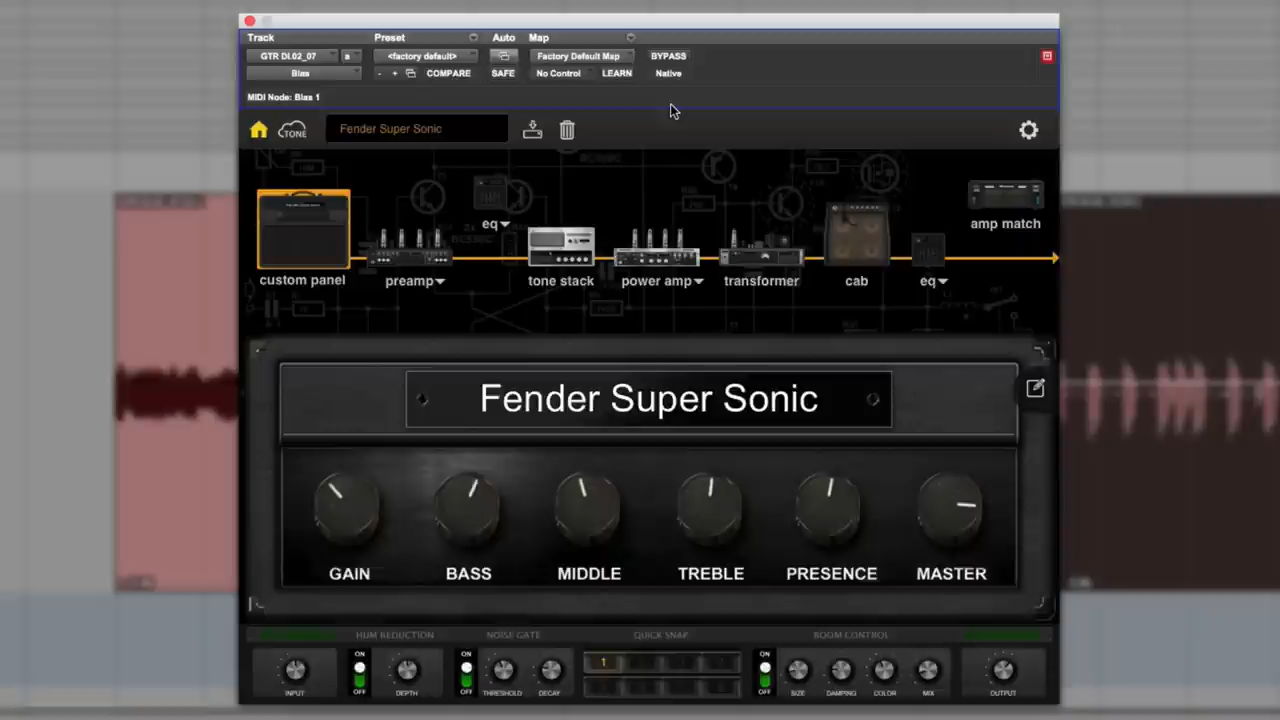 Track Preset Auto Map
GTR DI.02_07 a <factory default> Factory Default Map BYPASS
Bias - + COMPARE SAFE No Control LEARN Native
MIDI Node: Bias 1
TONE Fender Super Sonic
eq amp match
custom panel preamp tone stack power amp transformer cab eq
Fender Super Sonic
GAIN BASS MIDDLE TREBLE PRESENCE MASTER
HUM REDUCTION NOISE GATE QUICK SNAP ROOM CONTROL
ON ON 1 ON
INPUT OFF DEPTH OFF THRESHOLD DECAY OFF SIZE DAMPING COLOR MIX OUTPUT